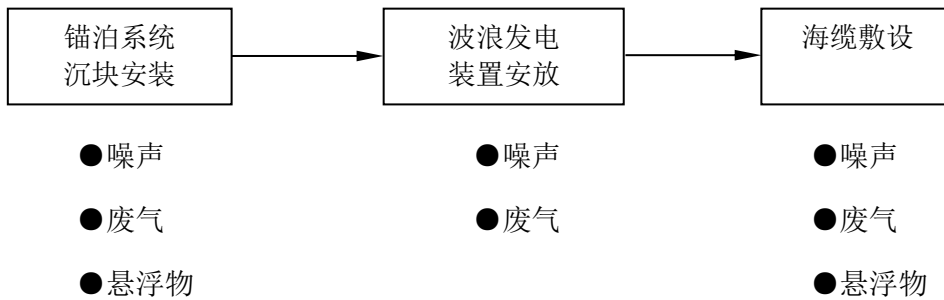 锚泊系统
沉块安装
波浪发电
装置安放
海缆敷设
●噪声
●废气
●悬浮物
●噪声
●废气
●噪声
●废气
●悬浮物